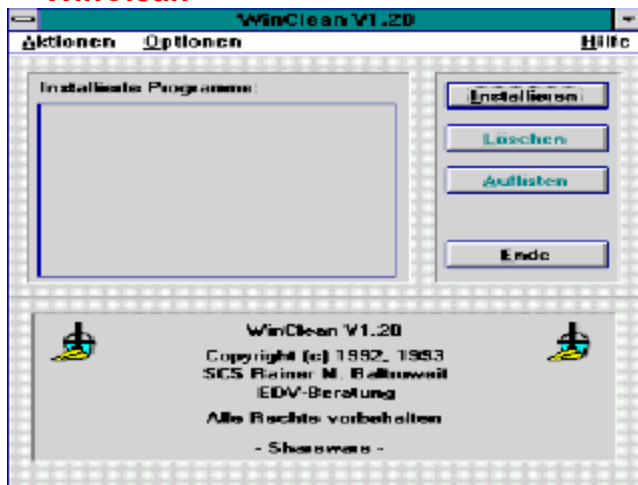 WinClean
WinClean V1.20
Aktionen Optionen Hilfe
Installierte Programme:
Installieren
Löschen
Auflisten
Ende
WinClean V1.20
Copyright (c) 1992, 1993
SCS Rainer M.
EDV-Beratung
Alle Rechte vorbehalten
- Shareware -